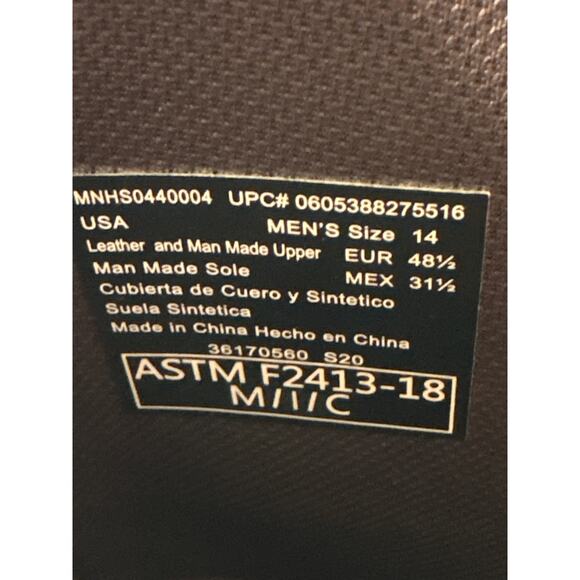 MNHS0440004 UPC# 0605388275516
USA MEN'S Size 14
Leather and Man Made Upper EUR 48½
Man Made Sole MEX 31½
Cubierta de Cuero y Sintetico
Suela Sintetica
Made in China Hecho en China
36170560 S20
ASTM F2413-18
M/I/C